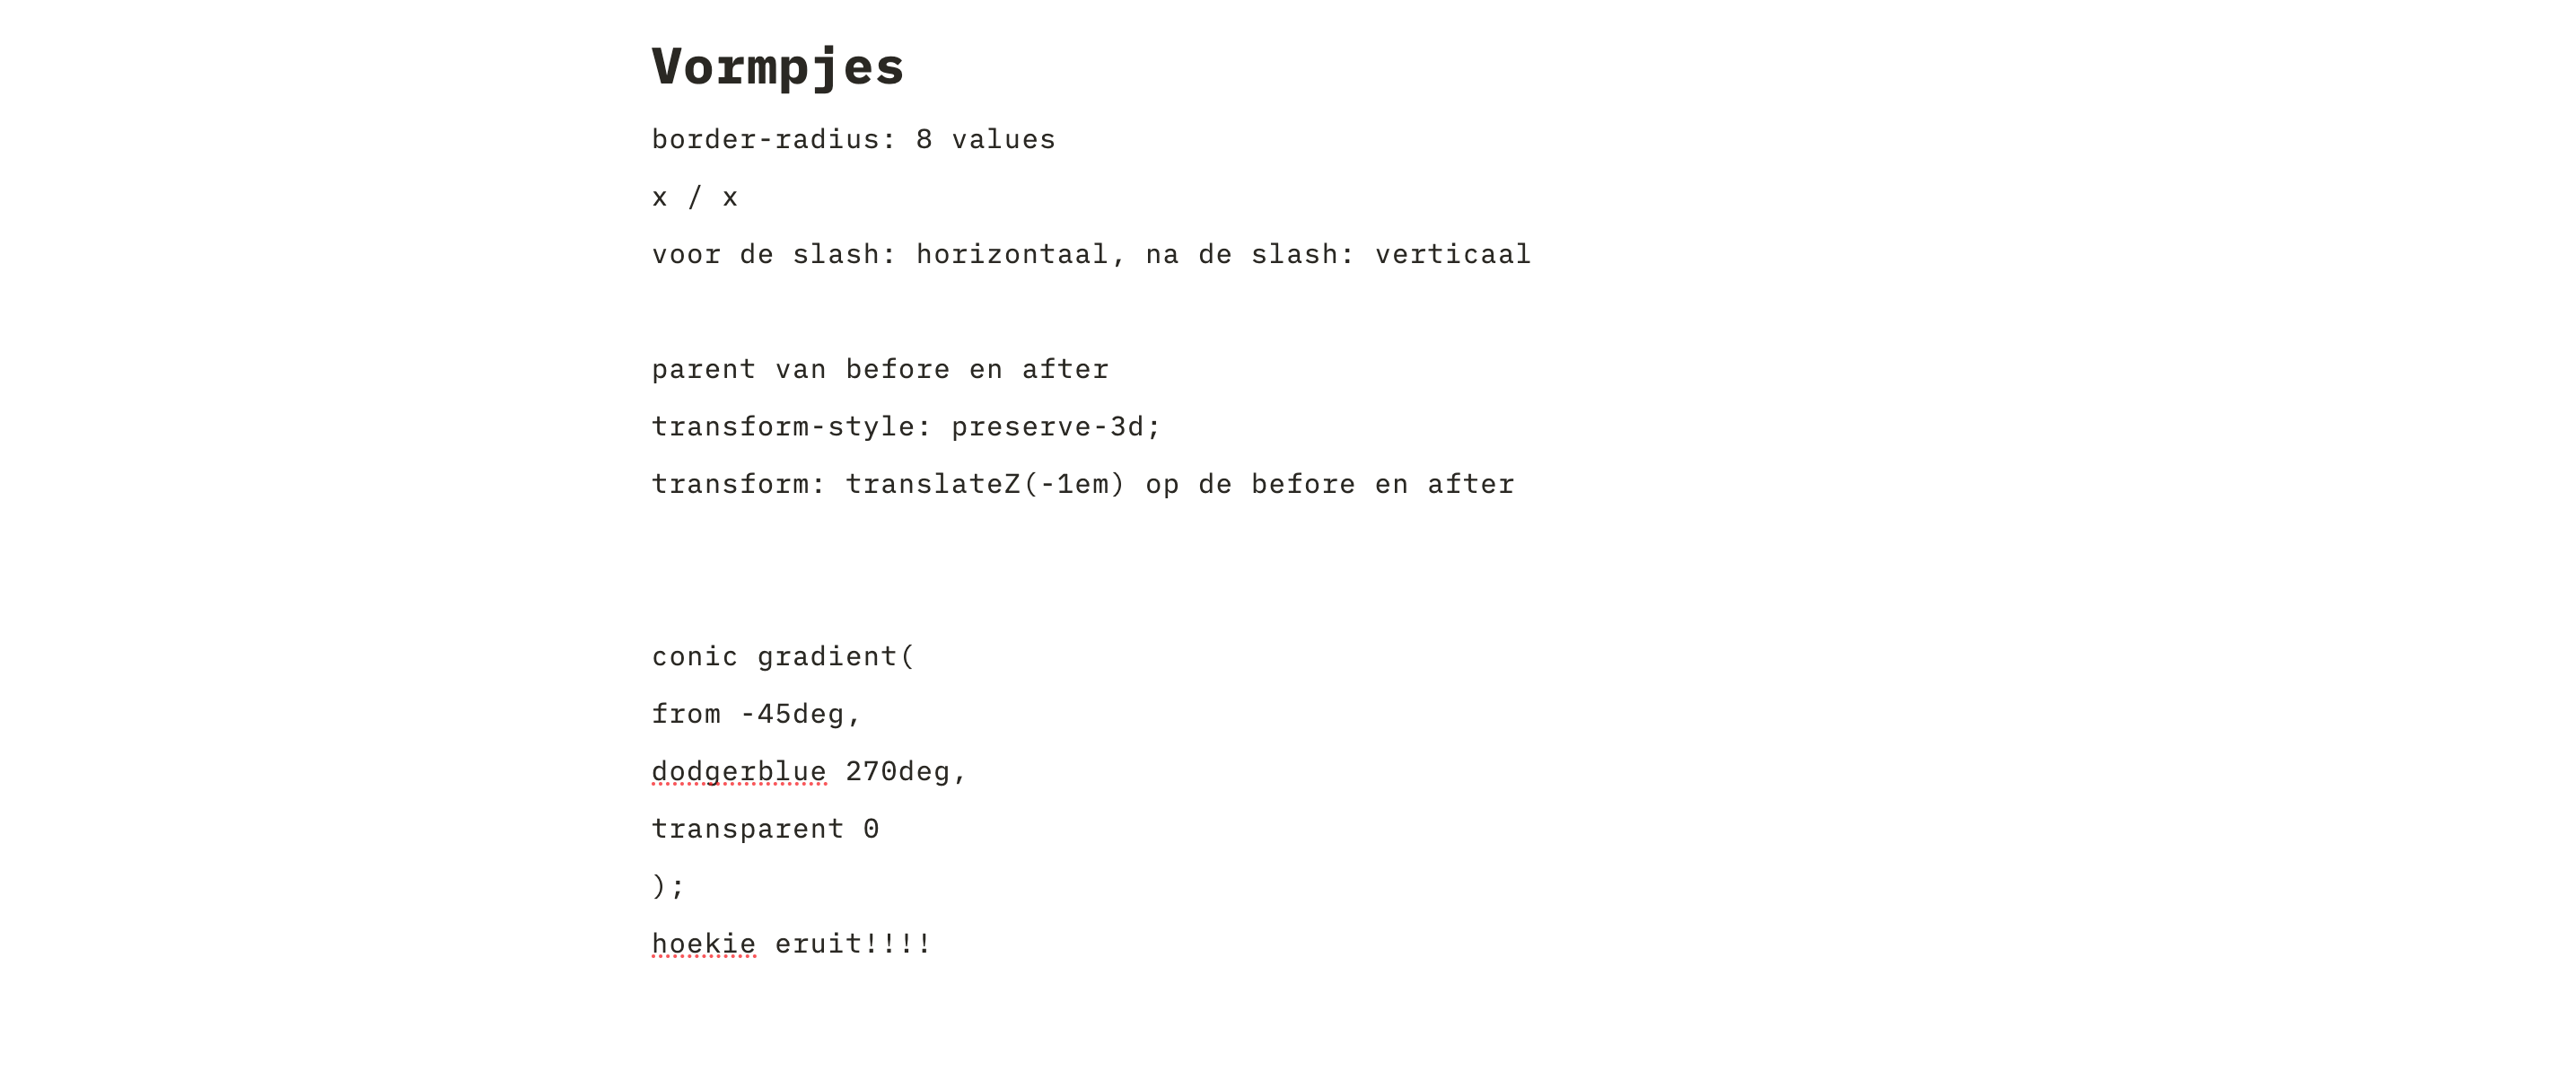 Vormpjes
border-radius: 8 values
x / x
voor de slash: horizontaal, na de slash: verticaal
parent van before en after
transform-style: preserve-3d;
transform: translateZ(-1em) op de before en after
conic gradient(
from -45deg,
dodgerblue 270deg,
transparent 0
);
hoekie eruit!!!!